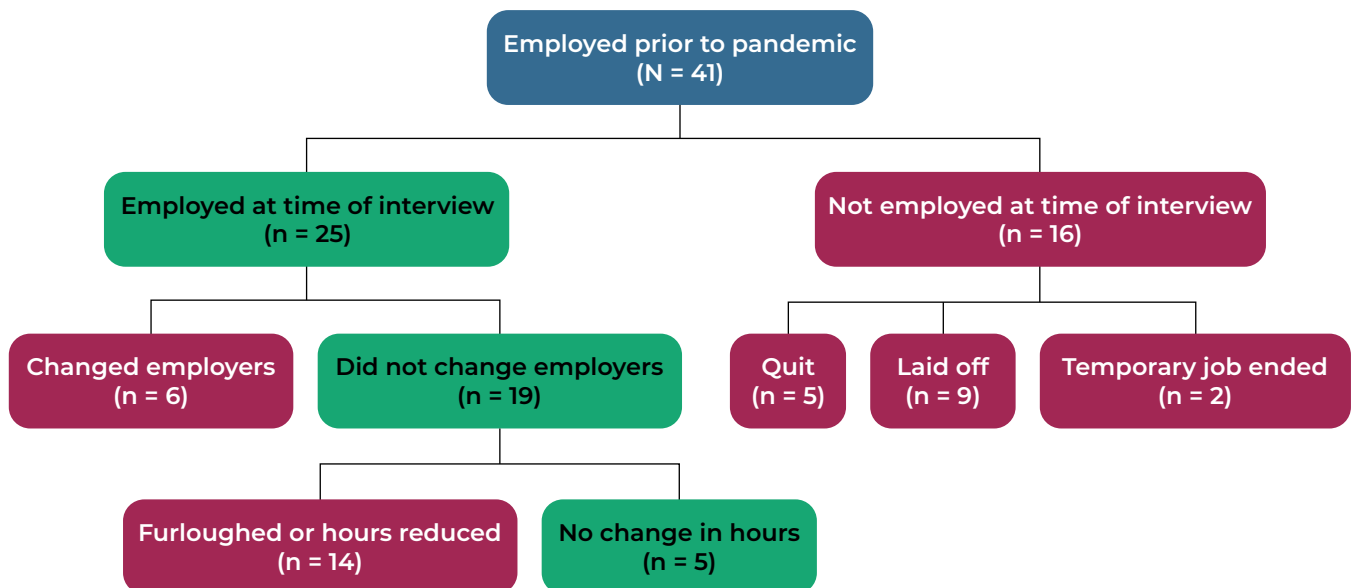 Employed prior to pandemic
(N = 41)
Employed at time of interview
(n = 25)
Not employed at time of interview
(n = 16)
Changed employers
(n = 6)
Did not change employers
(n = 19)
Quit
(n = 5)
Laid off
(n = 9)
Temporary job ended
(n = 2)
Furloughed or hours reduced
(n = 14)
No change in hours
(n = 5)